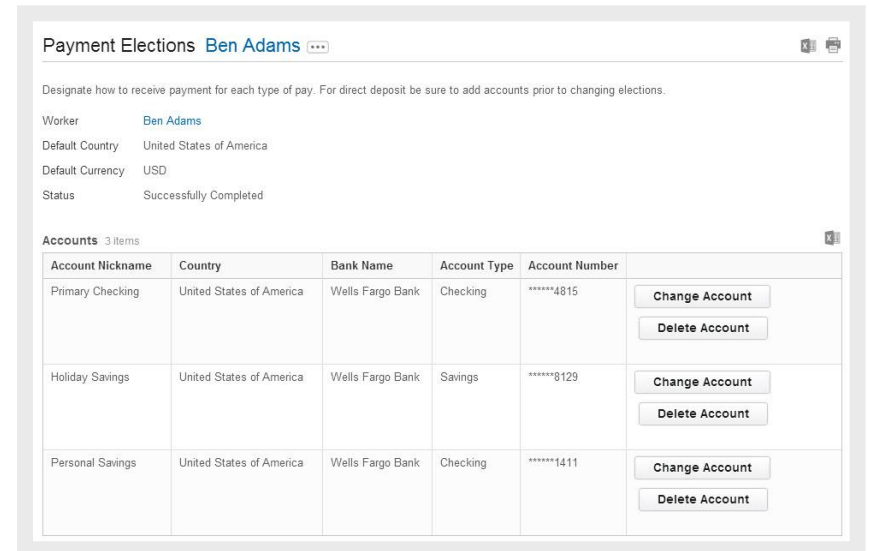 Payment Elections Ben Adams
Designate how to receive payment for each type of pay. For direct deposit be sure to add accounts prior to changing elections.
Worker Ben Adams
Default Country United States of America
Default Currency USD
Status Successfully Completed
Accounts 3 items
Account Nickname Country Bank Name Account Type Account Number
Primary Checking United States of America Wells Fargo Bank Checking ******4815 Change Account
Delete Account
Holiday Savings United States of America Wells Fargo Bank Savings ******8129 Change Account
Delete Account
Personal Savings United States of America Wells Fargo Bank Checking ******1411 Change Account
Delete Account